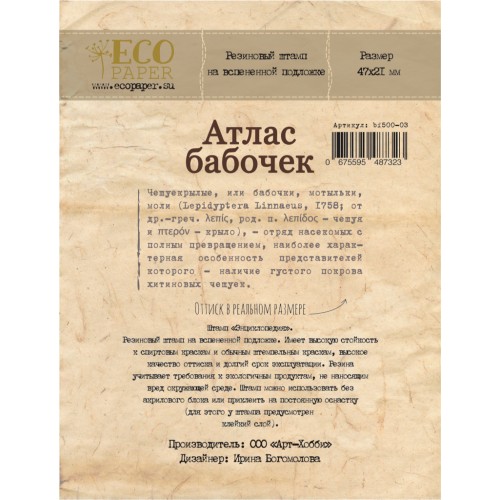 ECO
PAPER
www.ecopaper.su
Резиновый штамп
на вспененной подложке
Размер
47x21 мм
Артикул: bf500-03
Атлас
бабочек
0 675595 487323
Чешуекрылые, или бабочки, мотыльки,
моли (Lepidyptera Linnaeus, 1758; от
др.-греч. λεπίς, род. п. λεπίδος - чешуя
и πτερόν - крыло), - отряд насекомых с
полным превращением, наиболее харак-
терная особенность представителей
которого - наличие густого покрова
хитиновых чешуек.
Оттиск в реальном размере
Штамп «Энциклопедия».
Резиновый штамп на вспененной подложке. Имеет высокую стойкость
к спиртовым краскам и обычным штемпельным краскам, высокое
качество оттиска и долгий срок эксплуатации. Резина
учитывает требования к экологичным продуктам, не наносящим
вред окружающей среде. Штамп можно использовать без
акрилового блока или приклеить на постоянную оснастку
(для этого у штампа предусмотрен
клейкий слой).
Производитель: ООО «Арт-Хобби»
Дизайнер: Ирина Богомолова